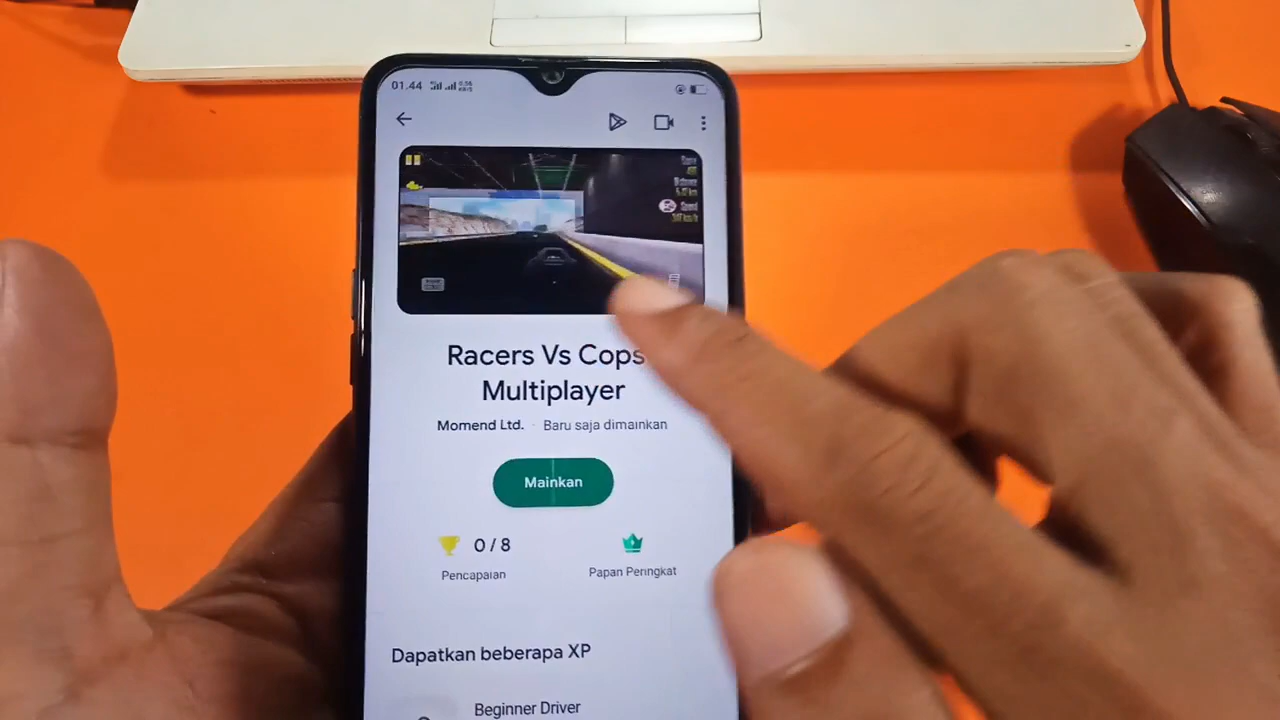 01.44
Racers Vs Cops
Multiplayer
Momend Ltd. · Baru saja dimainkan
Mainkan
0 / 8
Pencapaian
Papan Peringkat
Dapatkan beberapa XP
Beginner Driver